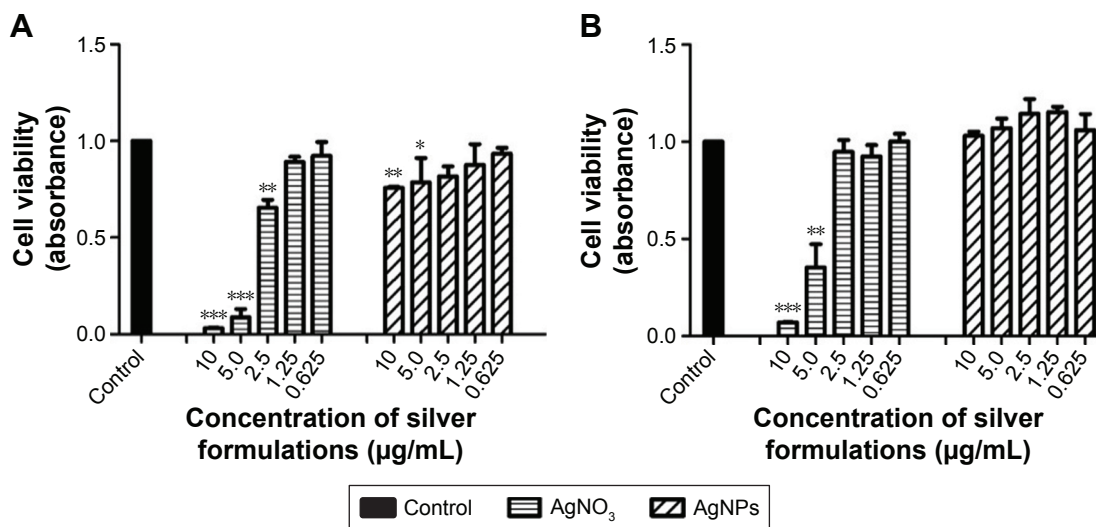 A
Cell viability
(absorbance)
1.5
1.0
0.5
0.0
**
***
***
**
*
Control
10
5.0
2.5
1.25
0.625
10
5.0
2.5
1.25
0.625
Concentration of silver
formulations (µg/mL)
B
Cell viability
(absorbance)
1.5
1.0
0.5
0.0
***
**
Control
10
5.0
2.5
1.25
0.625
10
5.0
2.5
1.25
0.625
Concentration of silver
formulations (µg/mL)
Control AgNO₃ AgNPs